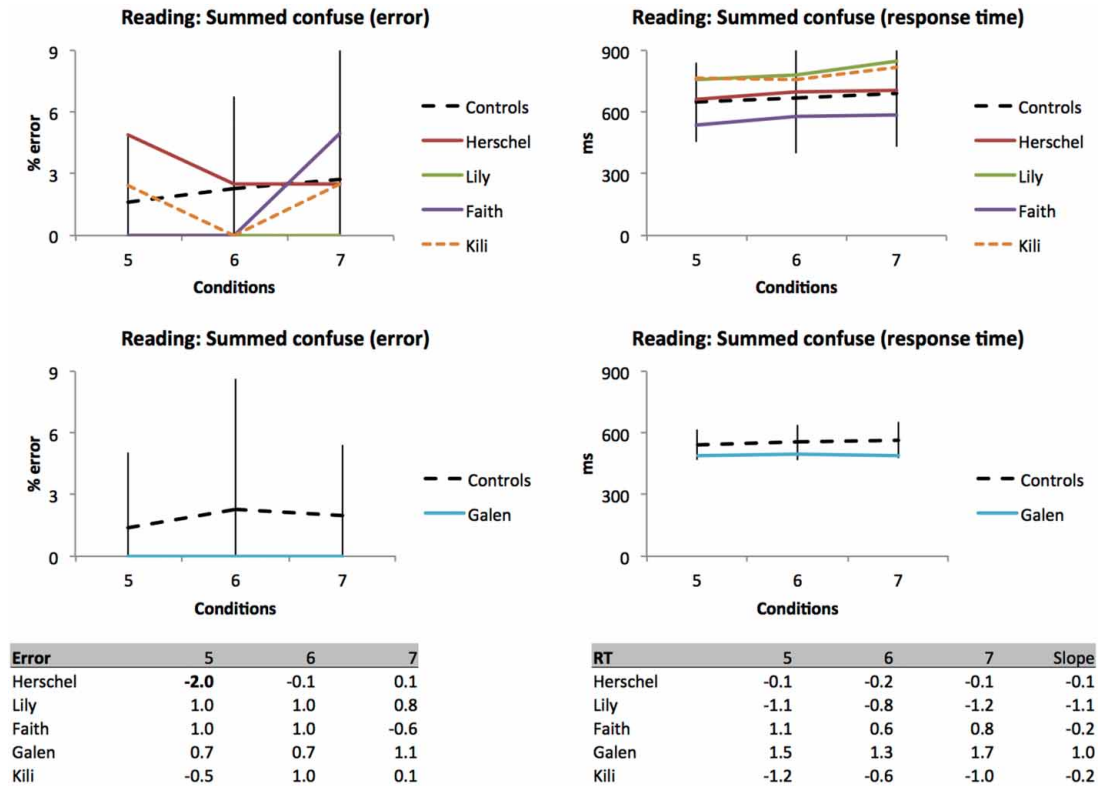 Reading: Summed confuse (error)
9
6
3
0
% error
5 6 7
Conditions
Controls
Herschel
Lily
Faith
Kili
Reading: Summed confuse (response time)
900
600
300
0
ms
5 6 7
Conditions
Controls
Herschel
Lily
Faith
Kili
Reading: Summed confuse (error)
9
6
3
0
% error
5 6 7
Conditions
Controls
Galen
Reading: Summed confuse (response time)
900
600
300
0
ms
5 6 7
Conditions
Controls
Galen
Error 5 6 7
Herschel -2.0 -0.1 0.1
Lily 1.0 1.0 0.8
Faith 1.0 1.0 -0.6
Galen 0.7 0.7 1.1
Kili -0.5 1.0 0.1
RT 5 6 7 Slope
Herschel -0.1 -0.2 -0.1 -0.1
Lily -1.1 -0.8 -1.2 -1.1
Faith 1.1 0.6 0.8 -0.2
Galen 1.5 1.3 1.7 1.0
Kili -1.2 -0.6 -1.0 -0.2